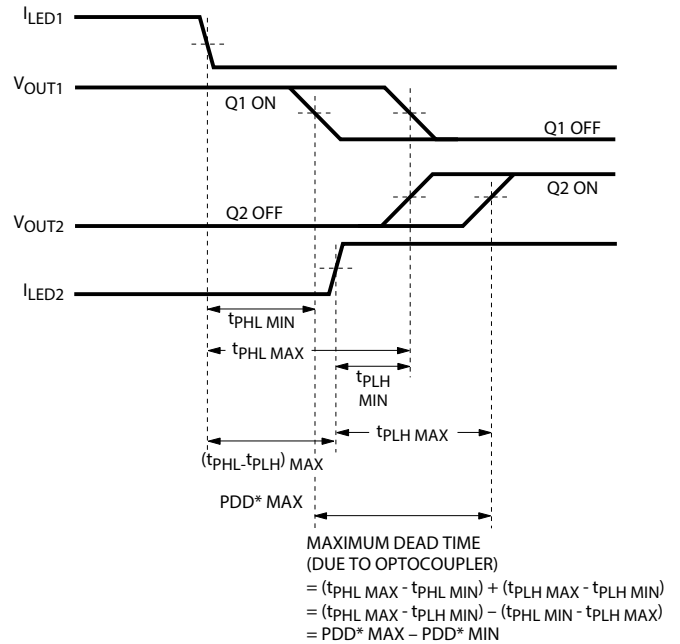 ILED1
VOUT1
Q1 ON
Q1 OFF
Q2 ON
Q2 OFF
VOUT2
ILED2
tPHL MIN
tPHL MAX
tPLH
MIN
tPLH MAX
(tPHL-tPLH) MAX
PDD* MAX
MAXIMUM DEAD TIME
(DUE TO OPTOCOUPLER)
= (tPHL MAX - tPHL MIN) + (tPLH MAX - tPLH MIN)
= (tPHL MAX - tPLH MIN) – (tPHL MIN - tPLH MAX)
= PDD* MAX – PDD* MIN